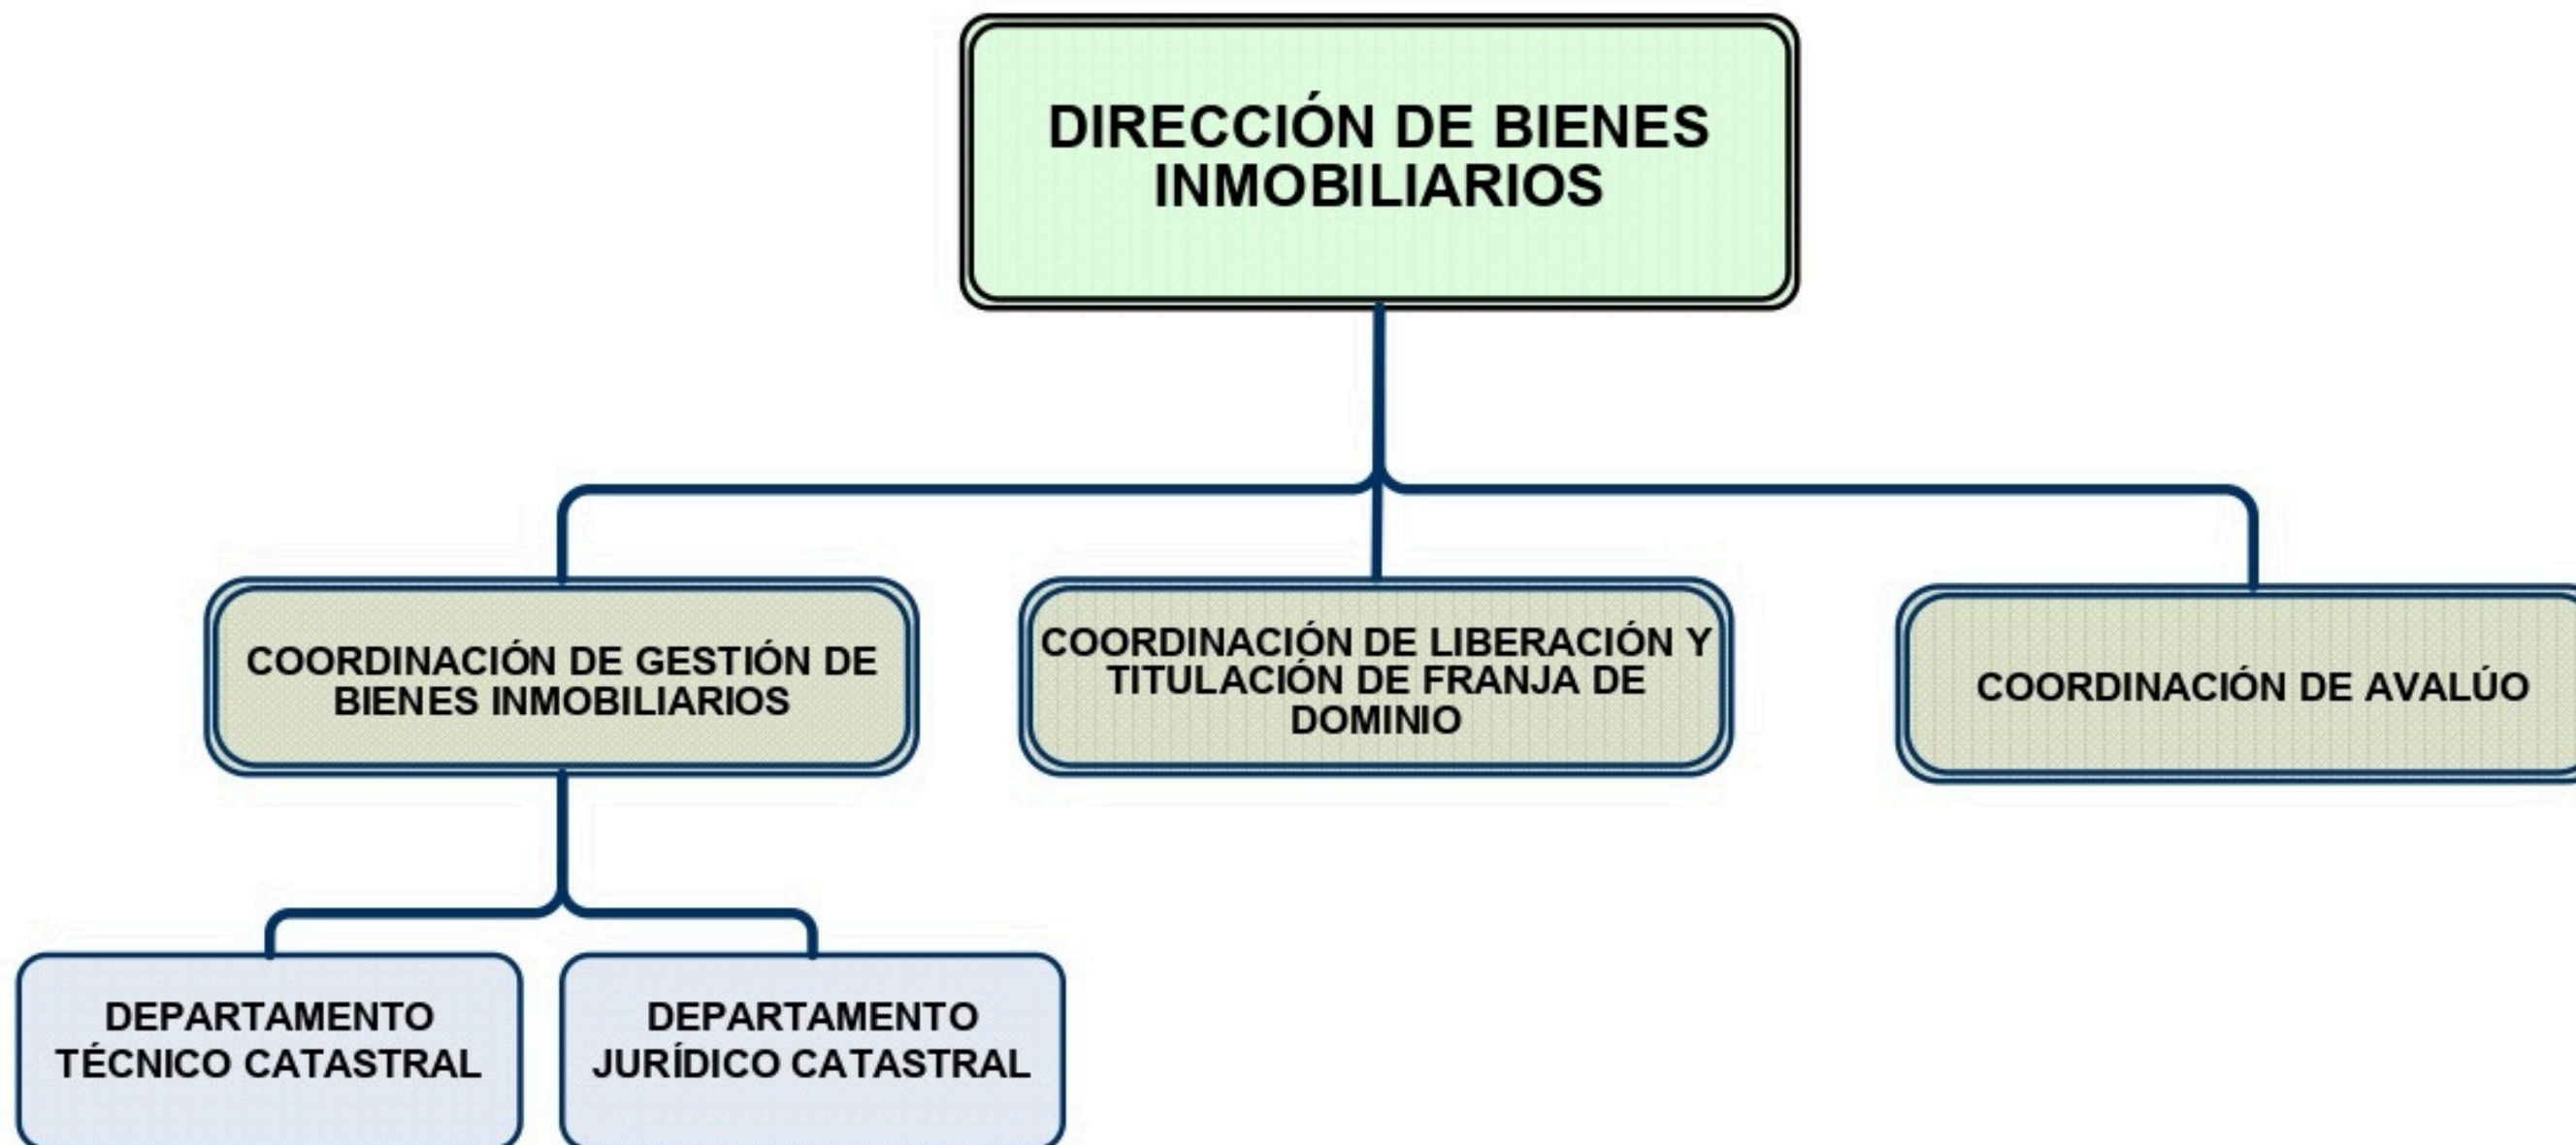 DIRECCIÓN DE BIENES
INMOBILIARIOS
COORDINACIÓN DE GESTIÓN DE
BIENES INMOBILIARIOS
COORDINACIÓN DE LIBERACIÓN Y
TITULACIÓN DE FRANJA DE
DOMINIO
COORDINACIÓN DE AVALÚO
DEPARTAMENTO
TÉCNICO CATASTRAL
DEPARTAMENTO
JURÍDICO CATASTRAL